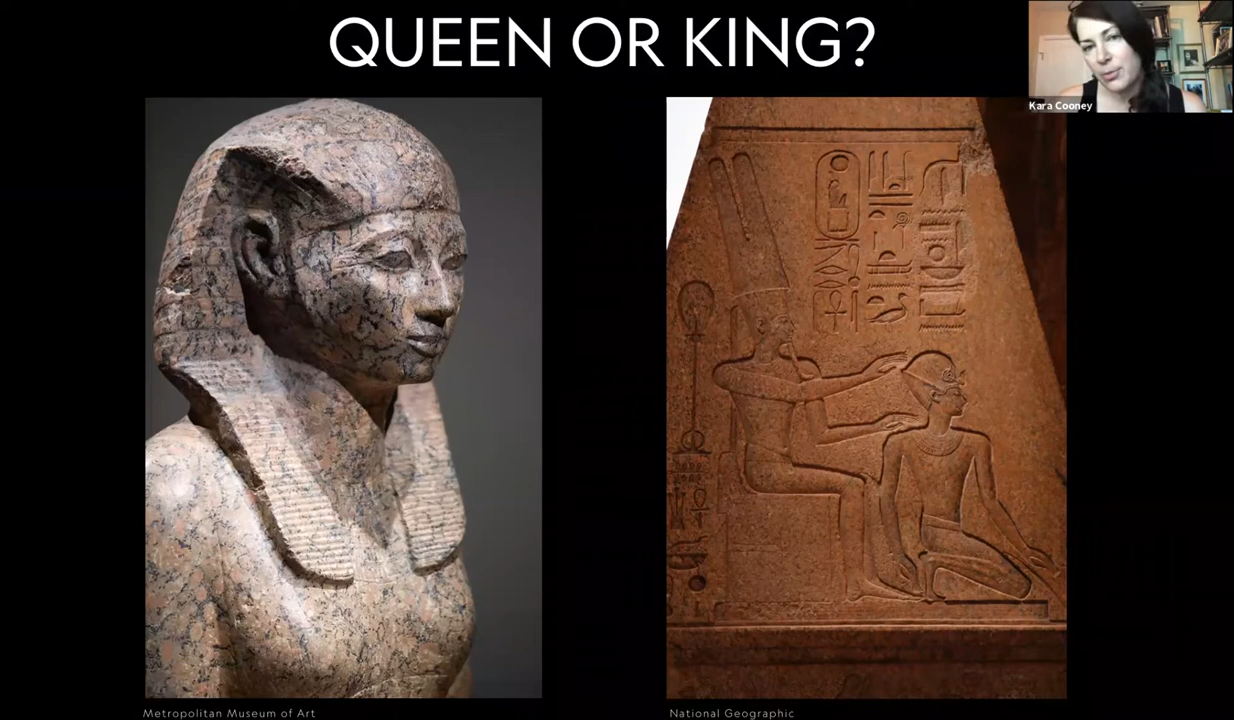 QUEEN OR KING?
Kara Cooney
Metropolitan Museum of Art
National Geographic